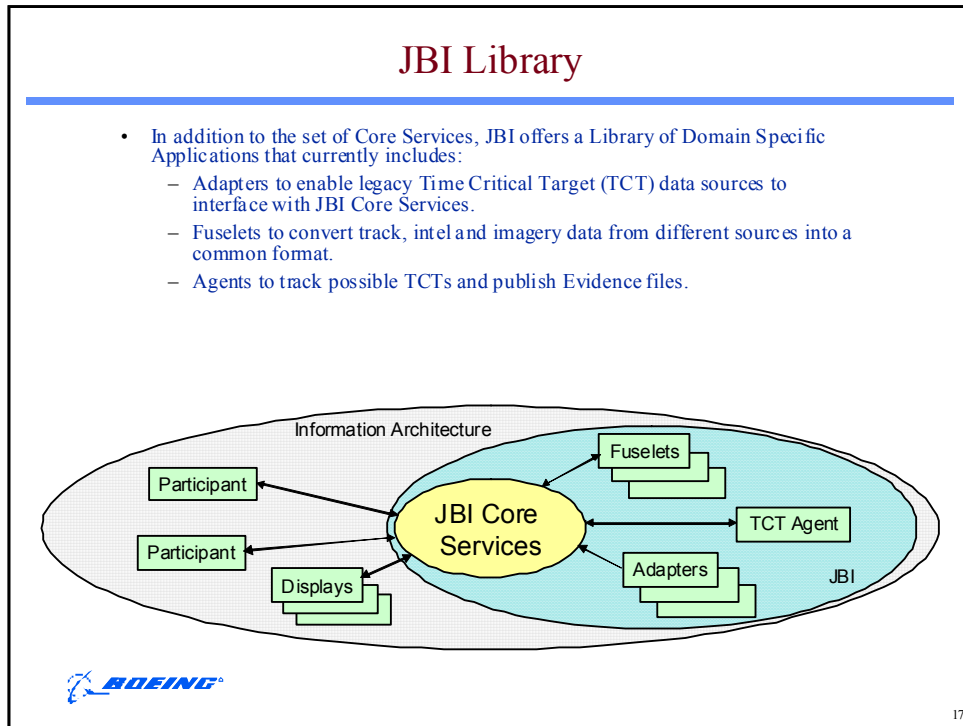 JBI Library
• In addition to the set of Core Services, JBI offers a Library of Domain Specific
Applications that currently includes:
– Adapters to enable legacy Time Critical Target (TCT) data sources to
interface with JBI Core Services.
– Fuselets to convert track, intel and imagery data from different sources into a
common format.
– Agents to track possible TCTs and publish Evidence files.
Information Architecture
Fuselets
Participant
JBI Core
Services
TCT Agent
Participant
Adapters
Displays
JBI
BOEING
17